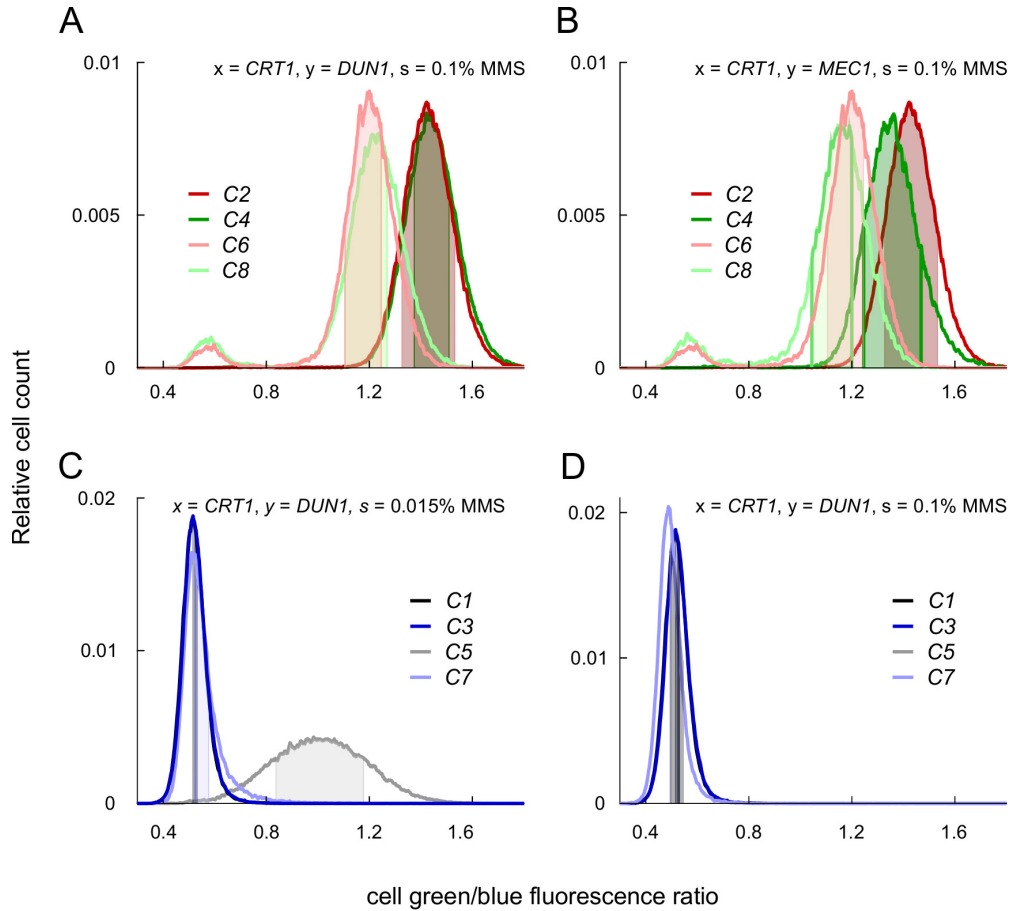 A
x = CRT1, y = DUN1, s = 0.1% MMS
0.01
0.005
0
C2
C4
C6
C8
0.4 0.8 1.2 1.6
B
x = CRT1, y = MEC1, s = 0.1% MMS
0.01
0.005
0
C2
C4
C6
C8
0.4 0.8 1.2 1.6
Relative cell count
C
x = CRT1, y = DUN1, s = 0.015% MMS
0.02
0.01
0
C1
C3
C5
C7
0.4 0.8 1.2 1.6
D
x = CRT1, y = DUN1, s = 0.1% MMS
0.02
0.01
0
C1
C3
C5
C7
0.4 0.8 1.2 1.6
cell green/blue fluorescence ratio